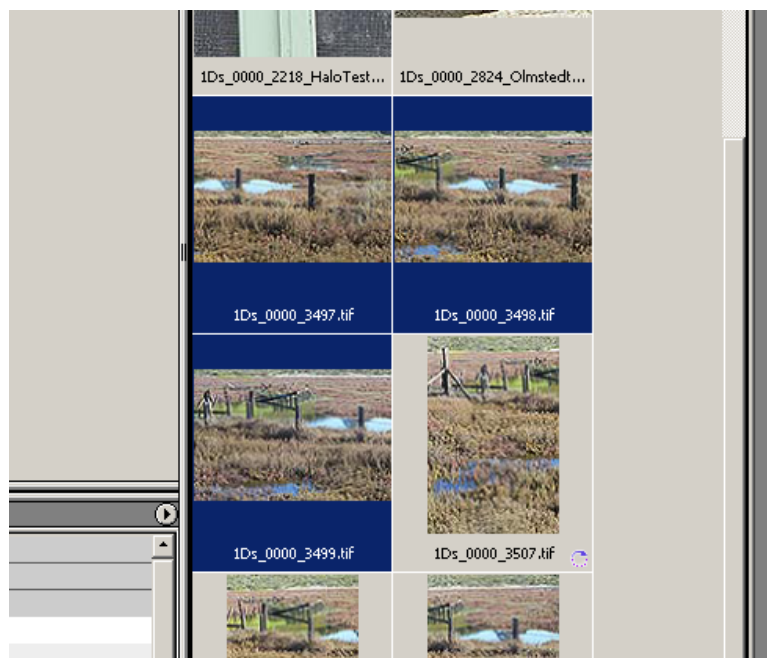 1Ds_0000_2218_HaloTest...
1Ds_0000_2824_Olmstedt...
1Ds_0000_3497.tif
1Ds_0000_3498.tif
1Ds_0000_3499.tif
1Ds_0000_3507.tif